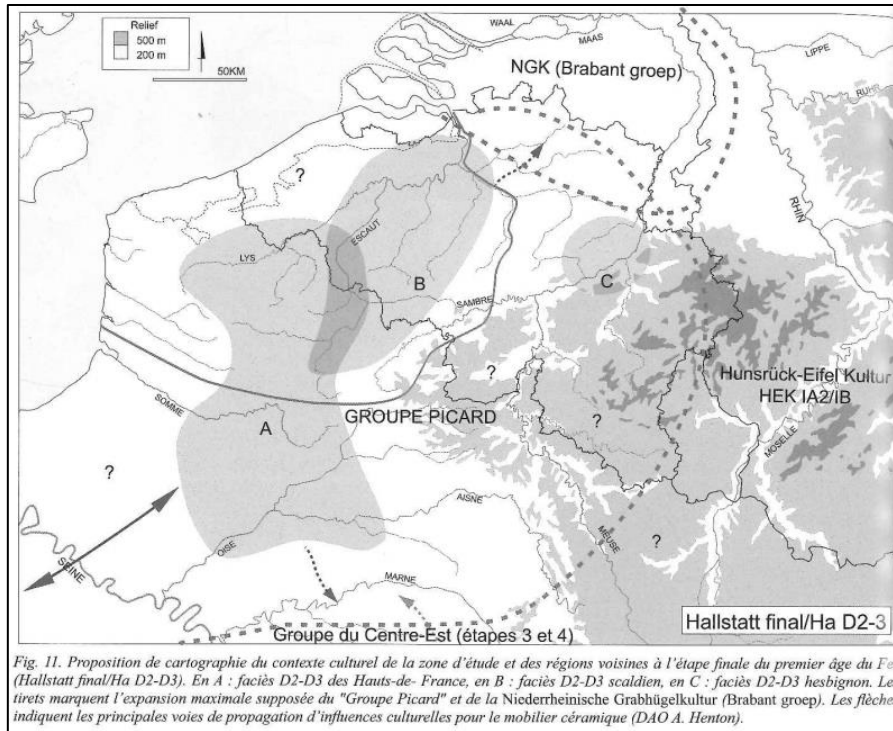 Relief
500 m
200 m
50KM
WAAL
MAAS
NGK (Brabant groep)
LIPPE
RUHR
RHIN
?
ESCAUT
LYS
B
C
SAMBRE
?
Hunsrück-Eifel Kultur
HEK IA2/IB
SOMME
GROUPE PICARD
?
A
MOSELLE
?
AISNE
MEUSE
?
OISE
SEINE
MARNE
Hallstatt final/Ha D2-3
Groupe du Centre-Est (étapes 3 et 4)
Fig. 11. Proposition de cartographie du contexte culturel de la zone d'étude et des régions voisines à l'étape finale du premier âge du Fe
(Hallstatt final/Ha D2-D3). En A : faciès D2-D3 des Hauts-de- France, en B : faciès D2-D3 scaldien, en C : faciès D2-D3 hesbignon. Le
tirets marquent l'expansion maximale supposée du "Groupe Picard" et de la Niederrheinische Grabhügelkultur (Brabant groep). Les flèche
indiquent les principales voies de propagation d'influences culturelles pour le mobilier céramique (DAO A. Henton).